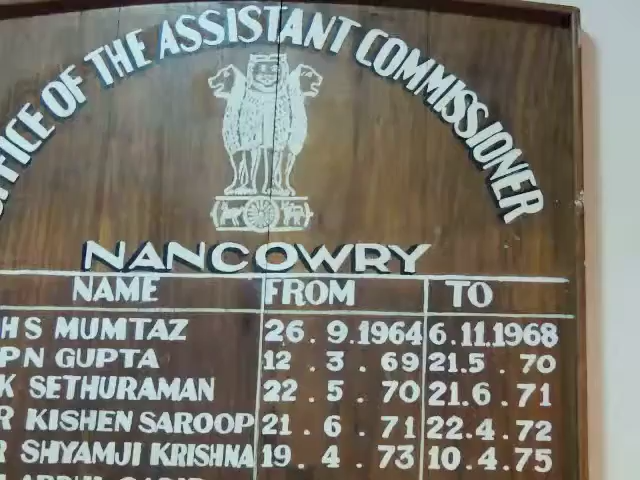 OFFICE OF THE ASSISTANT COMMISSIONER
NANCOWRY
NAME FROM TO
H S MUMTAZ 26 . 9 .1964 6.11.1968
P N GUPTA 12 . 3 . 69 21.5 . 70
K SETHURAMAN 22 . 5 . 70 21.6 . 71
R KISHEN SAROOP 21 . 6 . 71 22.4 . 72
R SHYAMJI KRISHNA 19 . 4 . 73 10.4.75